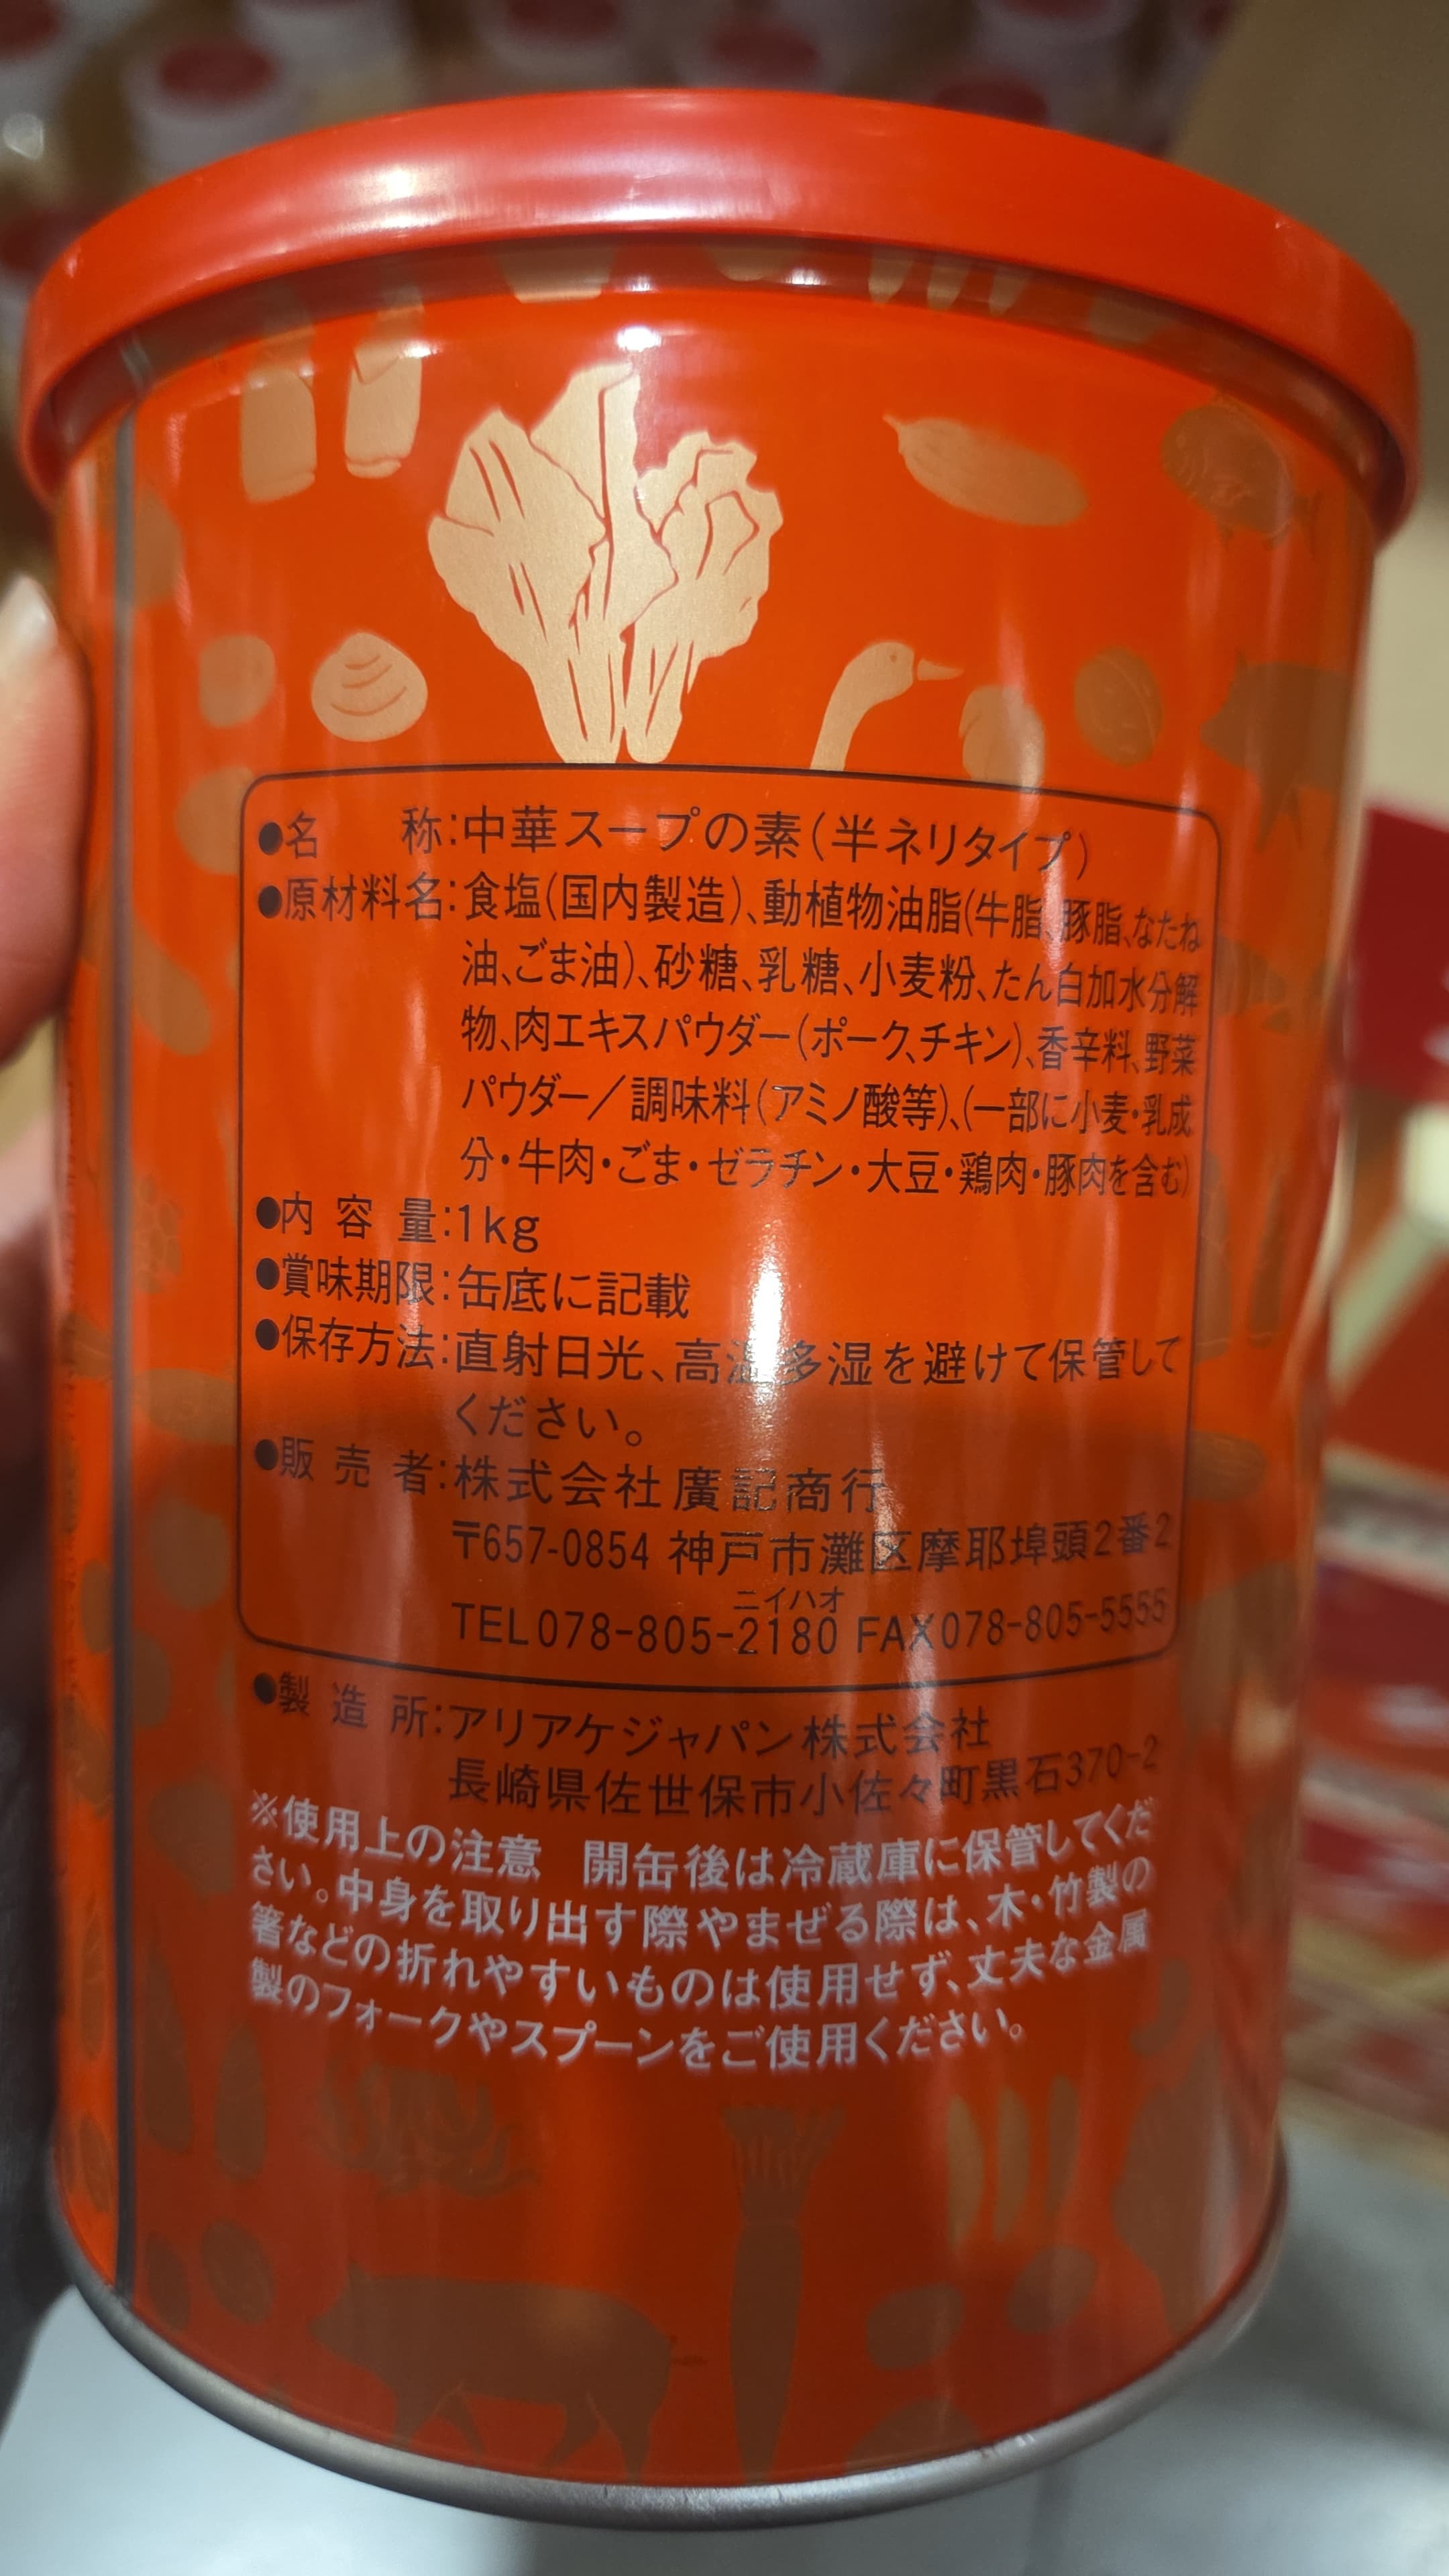 ●名　称:中華スープの素(半ネリタイプ)
●原材料名:食塩(国内製造)、動植物油脂(牛脂、豚脂、なたね
油、ごま油)、砂糖、乳糖、小麦粉、たん白加水分解
物、肉エキスパウダー(ポーク、チキン)、香辛料、野菜
パウダー／調味料(アミノ酸等)、(一部に小麦・乳成
分・牛肉・ごま・ゼラチン・大豆・鶏肉・豚肉を含む)
●内容量:1kg
●賞味期限:缶底に記載
●保存方法:直射日光、高温多湿を避けて保管して
ください。
●販売者:株式会社廣記商行
〒657-0854 神戸市灘区摩耶埠頭2番2
ニイハオ
TEL078-805-2180 FAX078-805-5555
●製造所:アリアケジャパン株式会社
長崎県佐世保市小佐々町黒石370-2
※使用上の注意　開缶後は冷蔵庫に保管してくだ
さい。中身を取り出す際やまぜる際は、木・竹製の
箸などの折れやすいものは使用せず、丈夫な金属
製のフォークやスプーンをご使用ください。